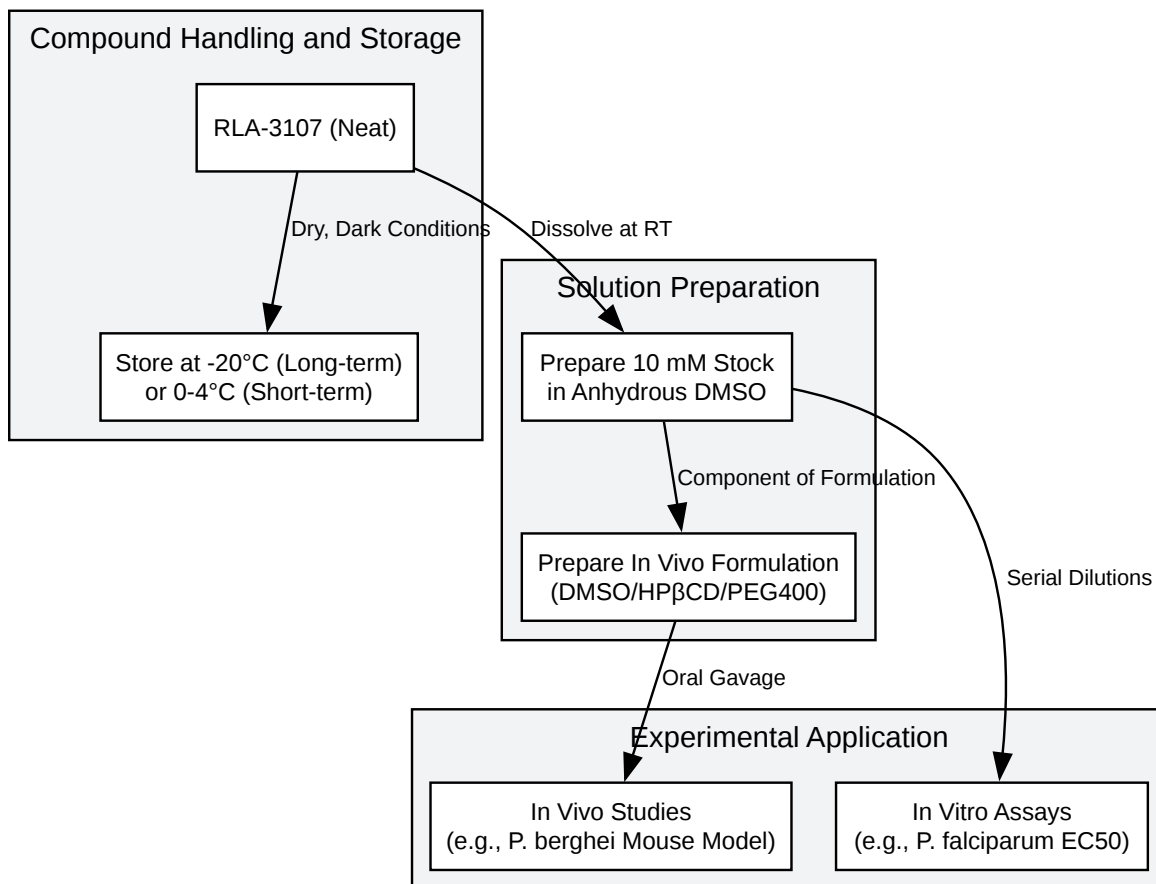 Compound Handling and Storage
RLA-3107 (Neat)
Dry, Dark Conditions
Dissolve at RT
Store at -20°C (Long-term)
or 0-4°C (Short-term)
Solution Preparation
Prepare 10 mM Stock
in Anhydrous DMSO
Component of Formulation
Prepare In Vivo Formulation
(DMSO/HPβCD/PEG400)
Serial Dilutions
Oral Gavage
Experimental Application
In Vivo Studies
(e.g., P. berghei Mouse Model)
In Vitro Assays
(e.g., P. falciparum EC50)